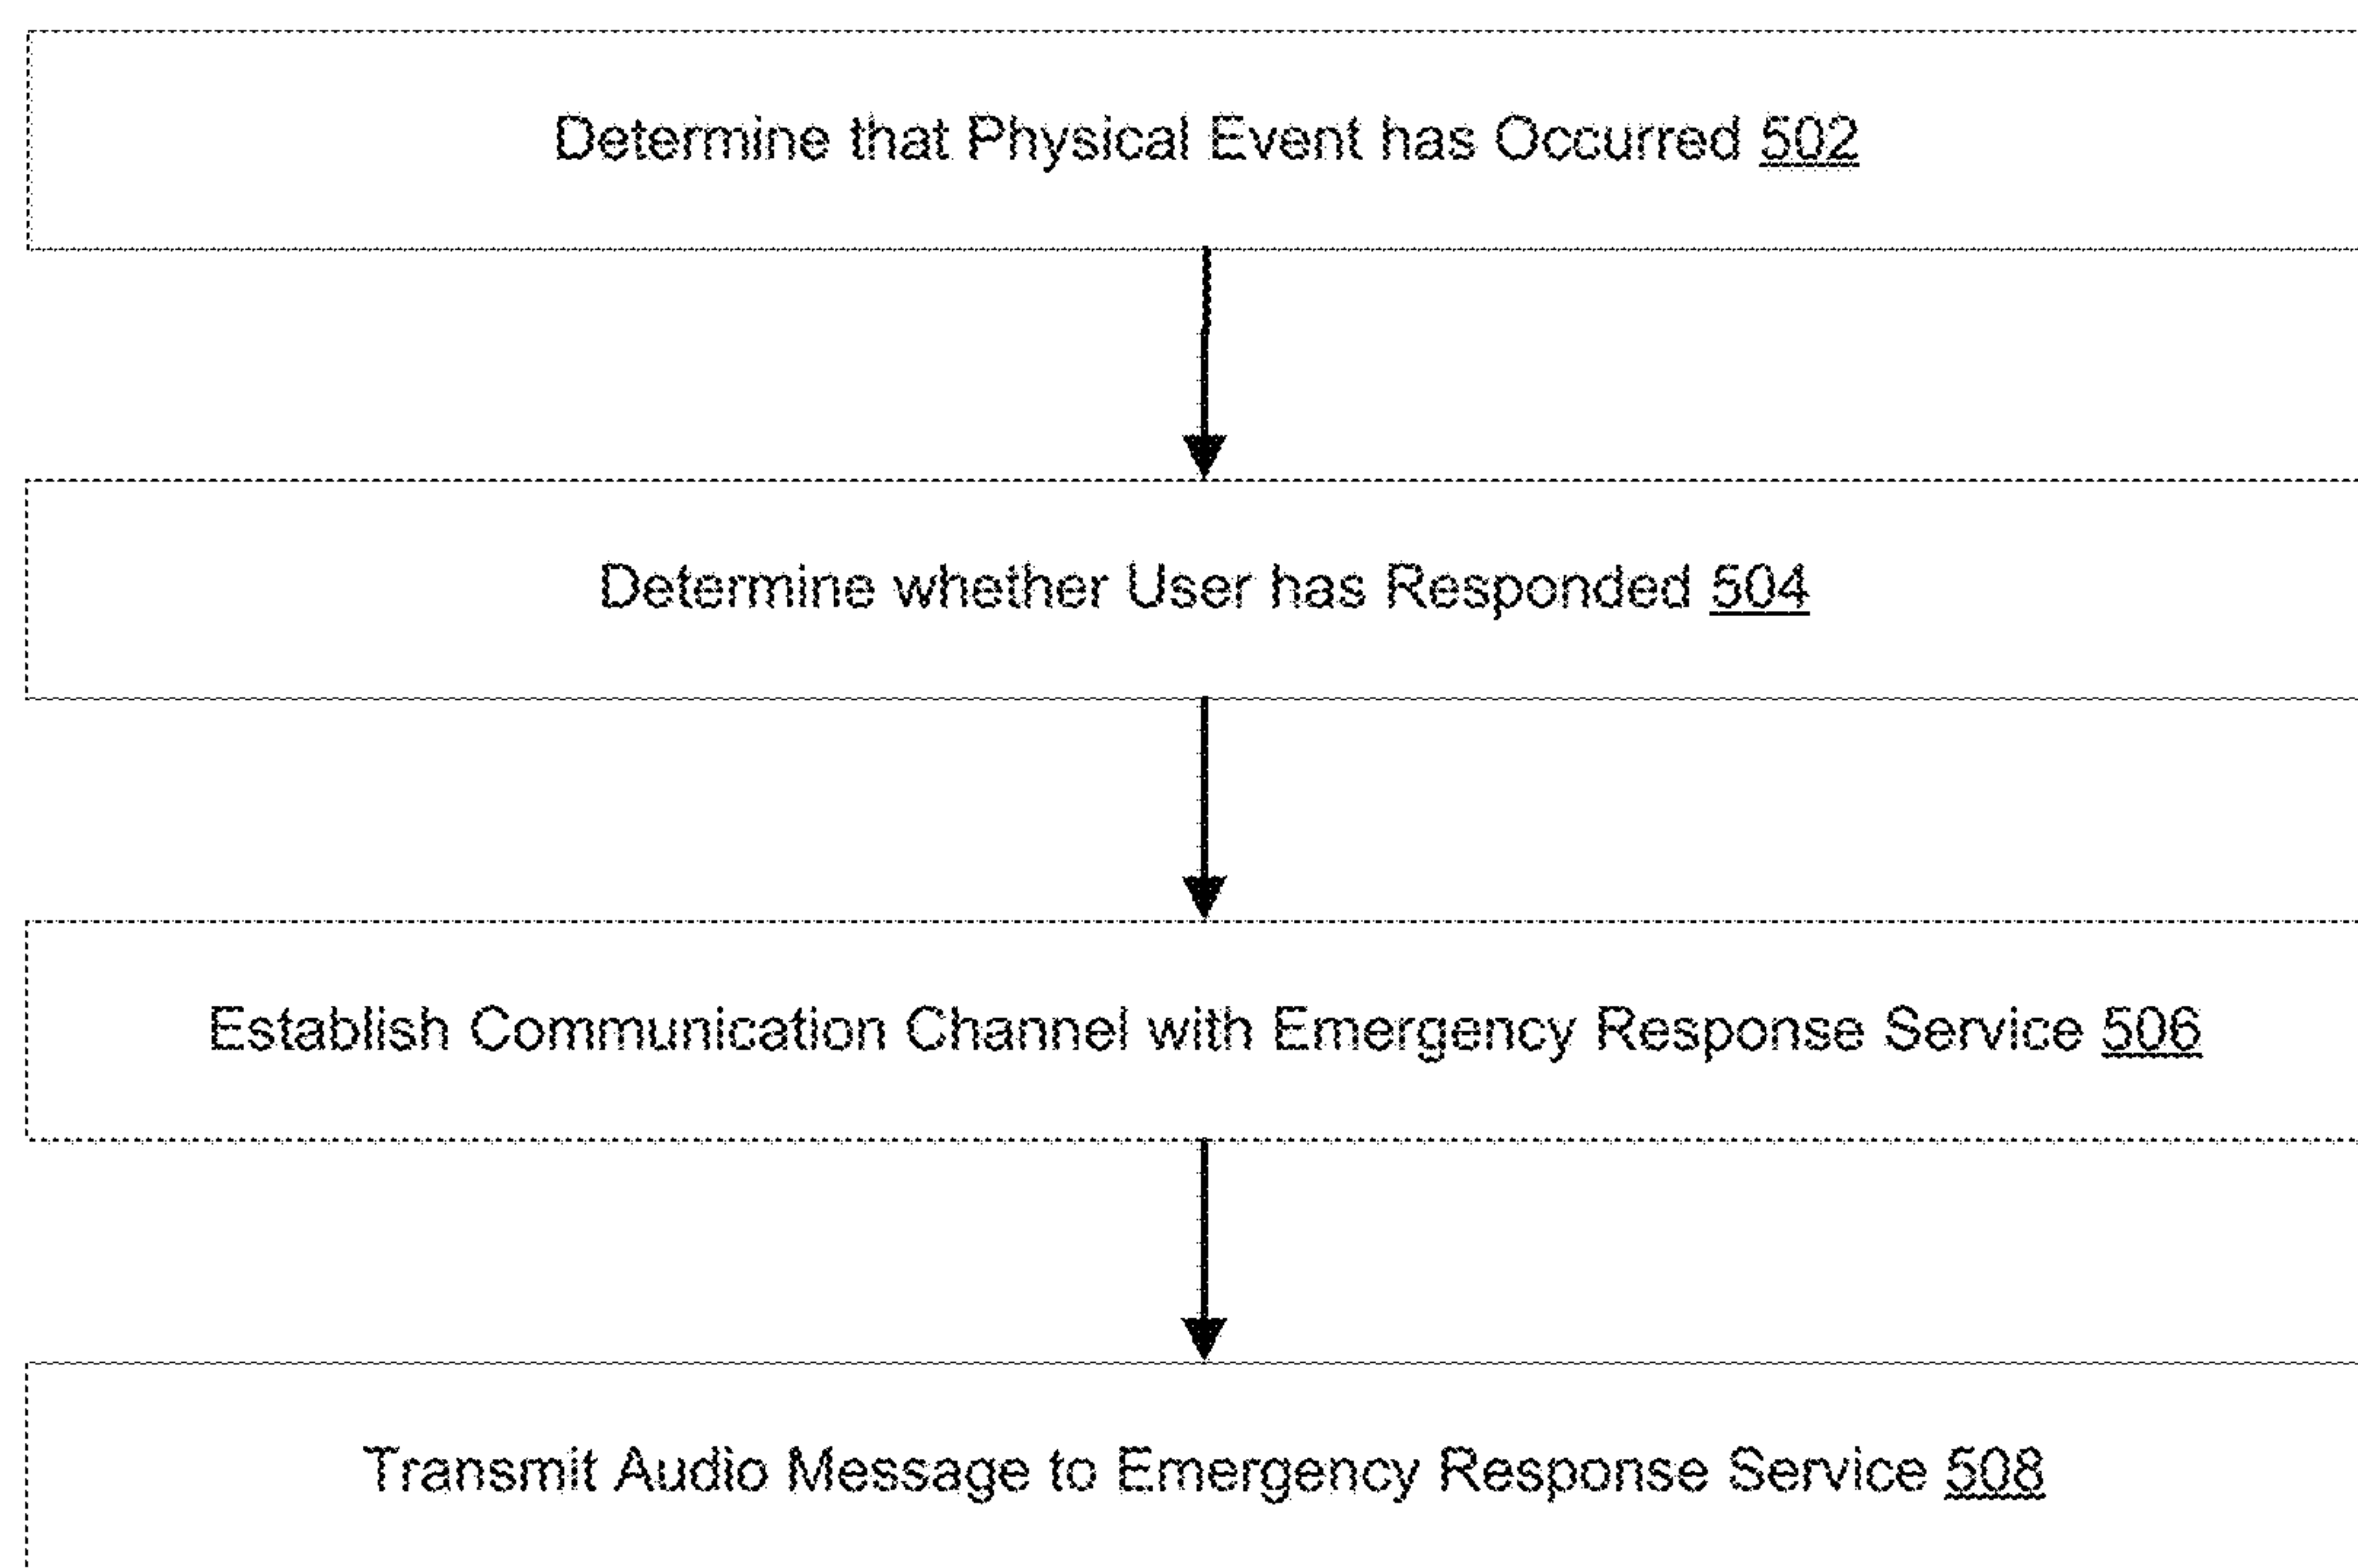 Determine that Physical Event has Occurred 502
Determine whether User has Responded 504
Establish Communication Channel with Emergency Response Service 506
Transmit Audio Message to Emergency Response Service 508